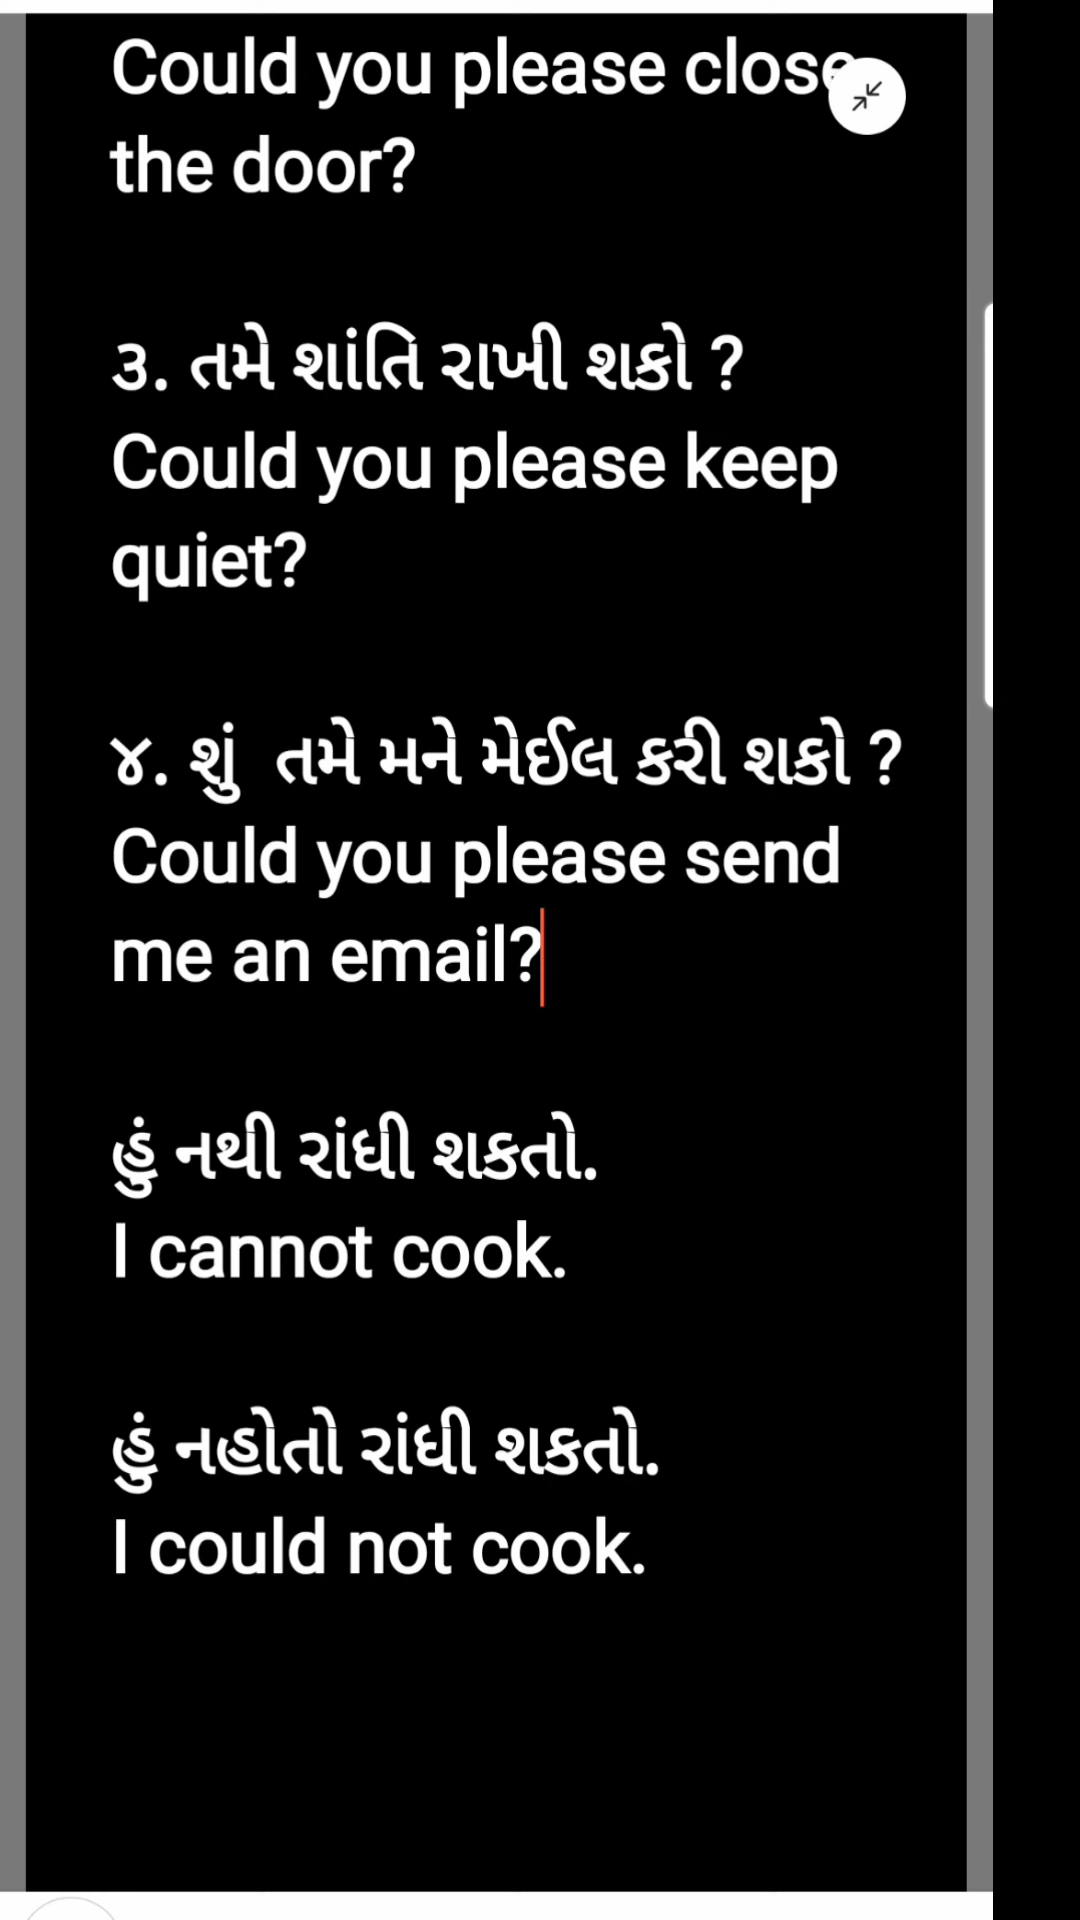 Could you please close
the door?
૩. તમે શાંતિ રાખી શકો ?
Could you please keep
quiet?
૪. શું તમે મને મેઈલ કરી શકો ?
Could you please send
me an email?
હું નથી રાંધી શકતો.
I cannot cook.
હું નહોતો રાંધી શકતો.
I could not cook.